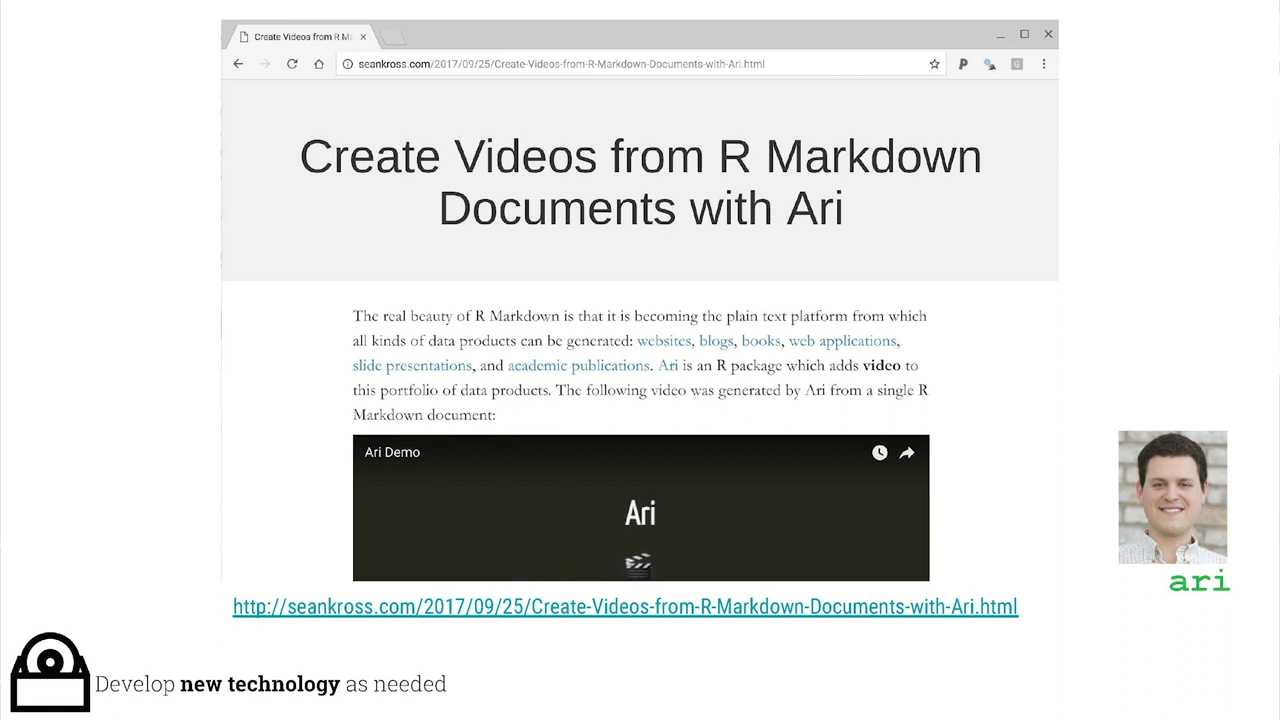 Create Videos from R Ma
seankross.com/2017/09/25/Create-Videos-from-R-Markdown-Documents-with-Ari.html
Create Videos from R Markdown
Documents with Ari
The real beauty of R Markdown is that it is becoming the plain text platform from which
all kinds of data products can be generated: websites, blogs, books, web applications,
slide presentations, and academic publications. Ari is an R package which adds video to
this portfolio of data products. The following video was generated by Ari from a single R
Markdown document:
Ari Demo
Ari
ari
http://seankross.com/2017/09/25/Create-Videos-from-R-Markdown-Documents-with-Ari.html
Develop new technology as needed